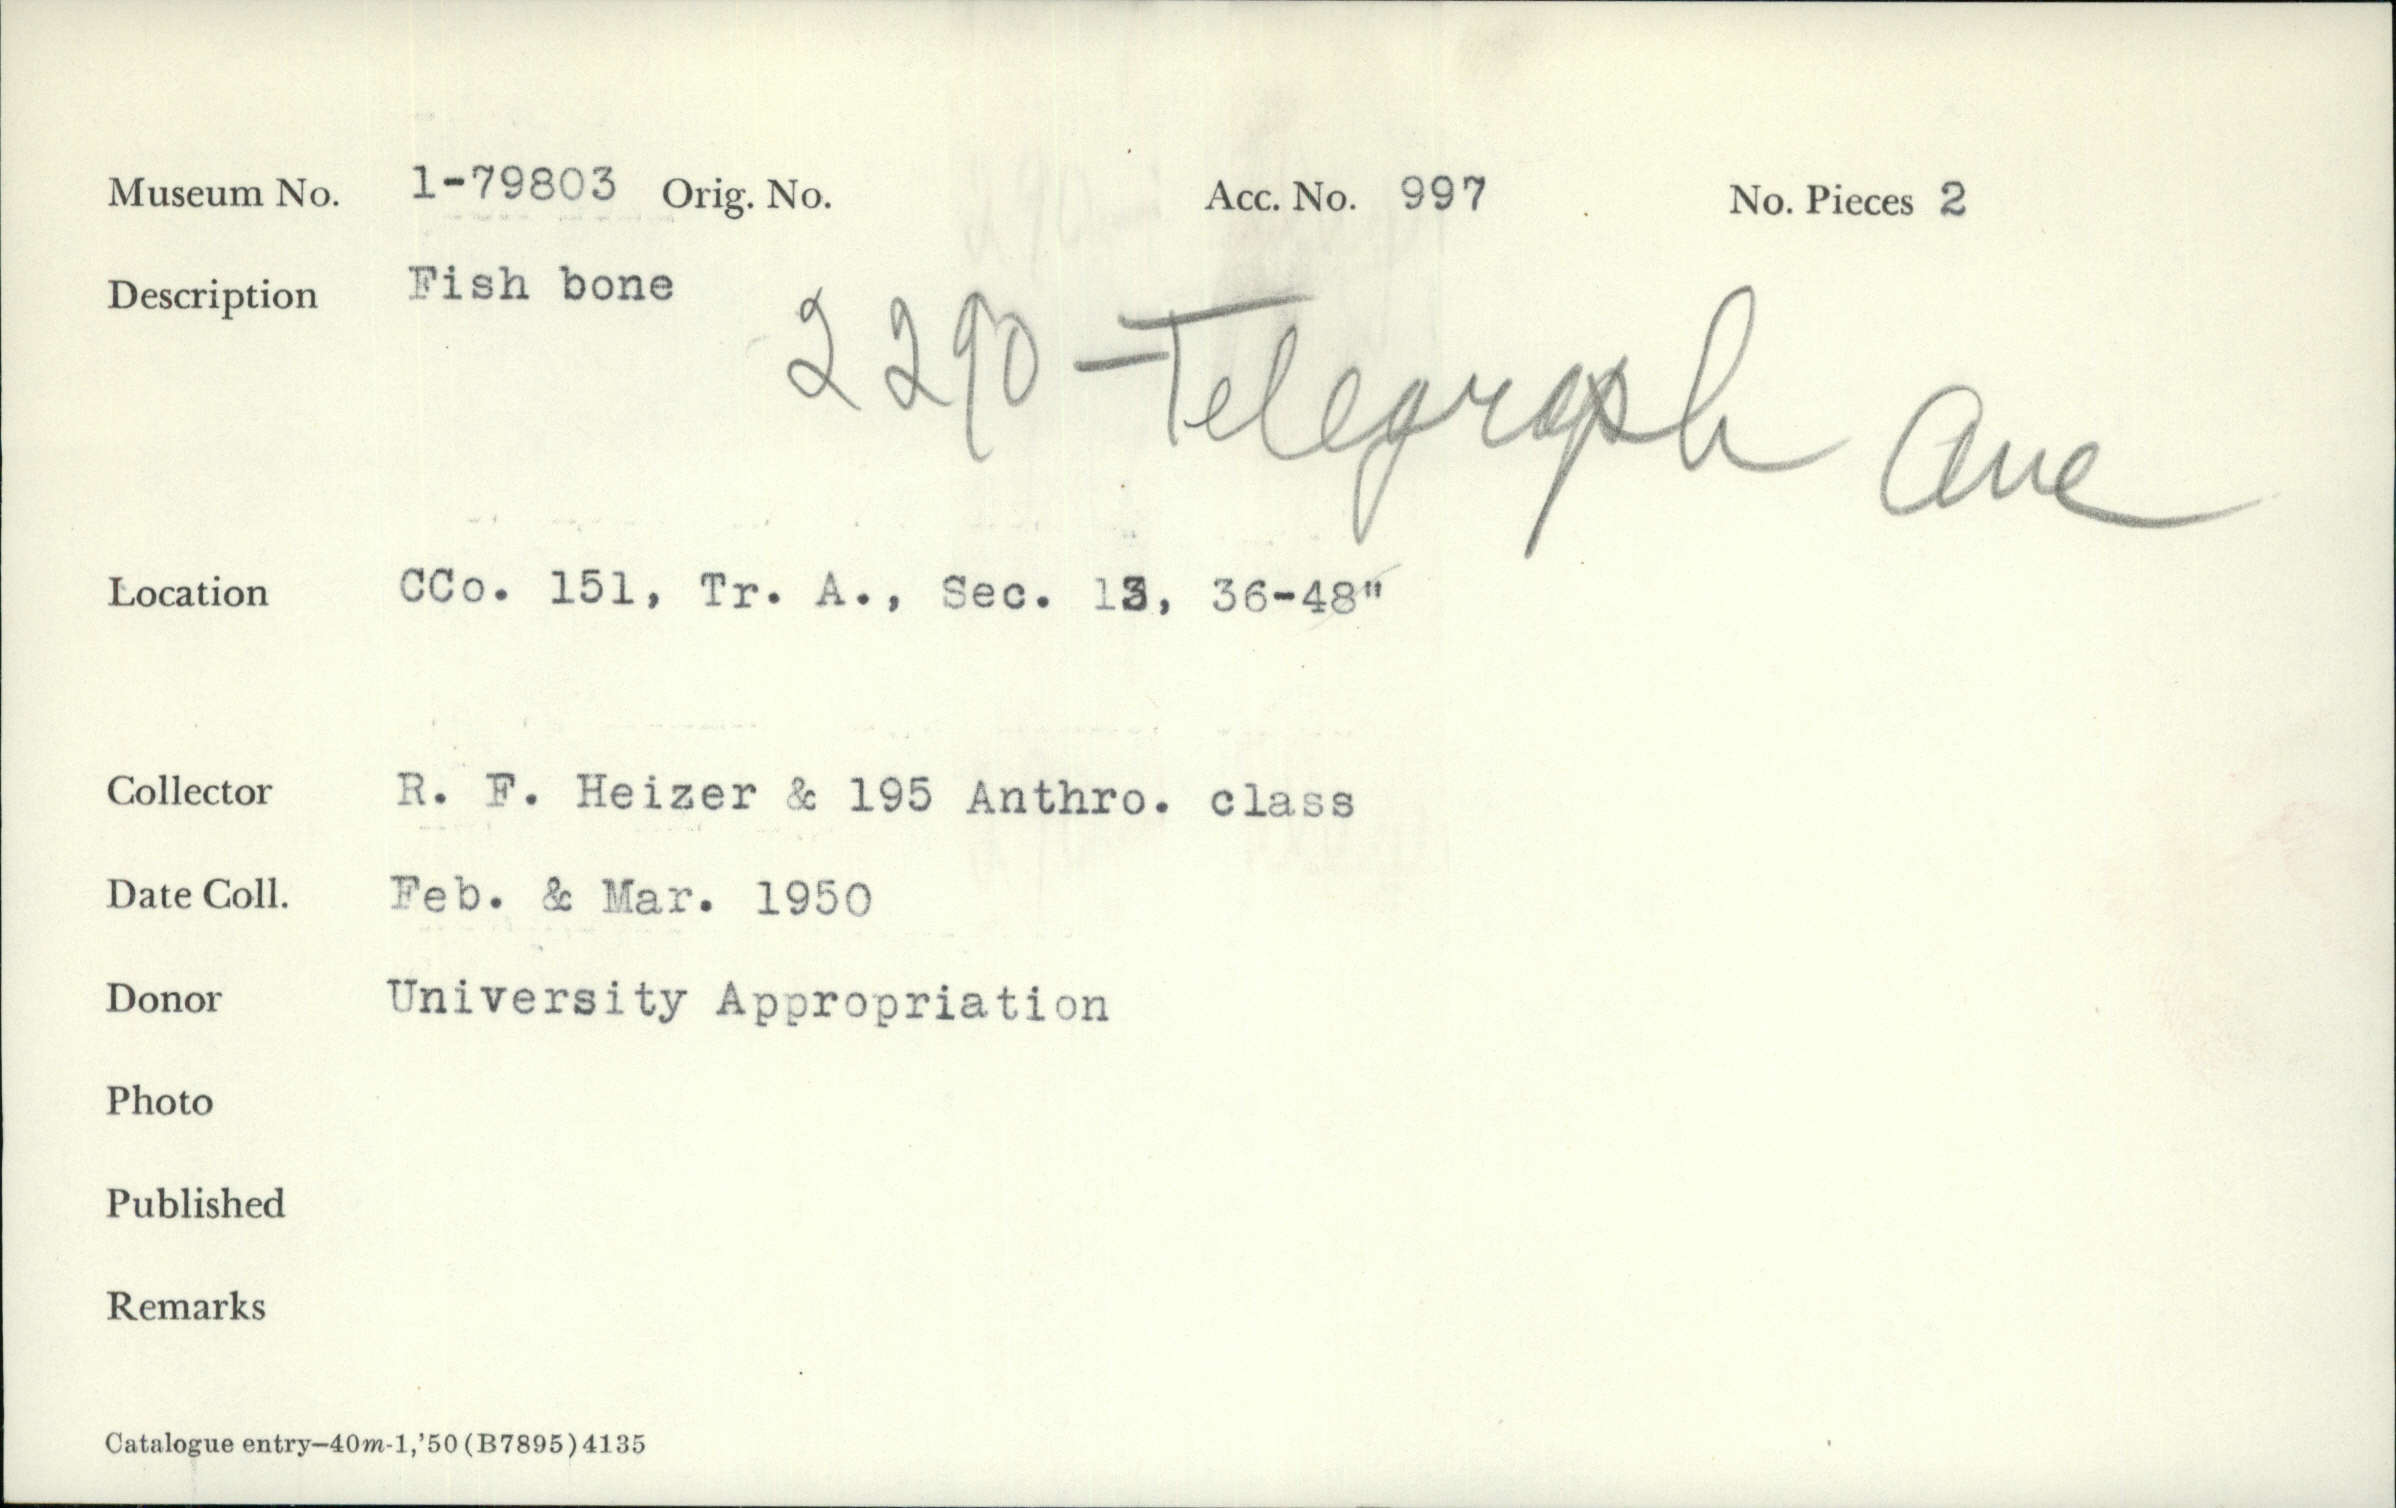 Museum No. 1-79803 Orig. No. Acc. No. 997 No. Pieces 2
Description Fish bone
2290-Telegraph Ave
Location CCo. 151, Tr. A., Sec. 13, 36-48"
Collector R. F. Heizer & 195 Anthro. class
Date Coll. Feb. & Mar. 1950
Donor University Appropriation
Photo
Published
Remarks
Catalogue entry—40m-1,'50(B7895)4135